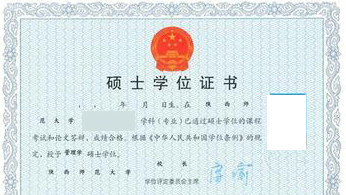 硕士学位证书
年 月 日生。在 陕西师
范大学 学科(专业)已通过硕士学位的课程
考试和论文答辩,成绩合格。根据《中华人民共和国学位条例》的规
定,授予 管理学 硕士学位。
校 长
陕西师范大学 学位评定委员会主席